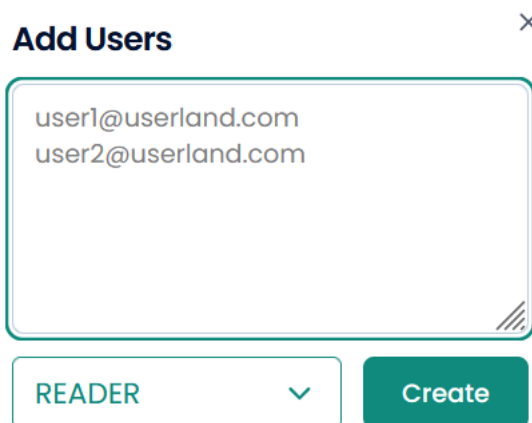 Add Users
user1@userland.com
user2@userland.com
READER
Create